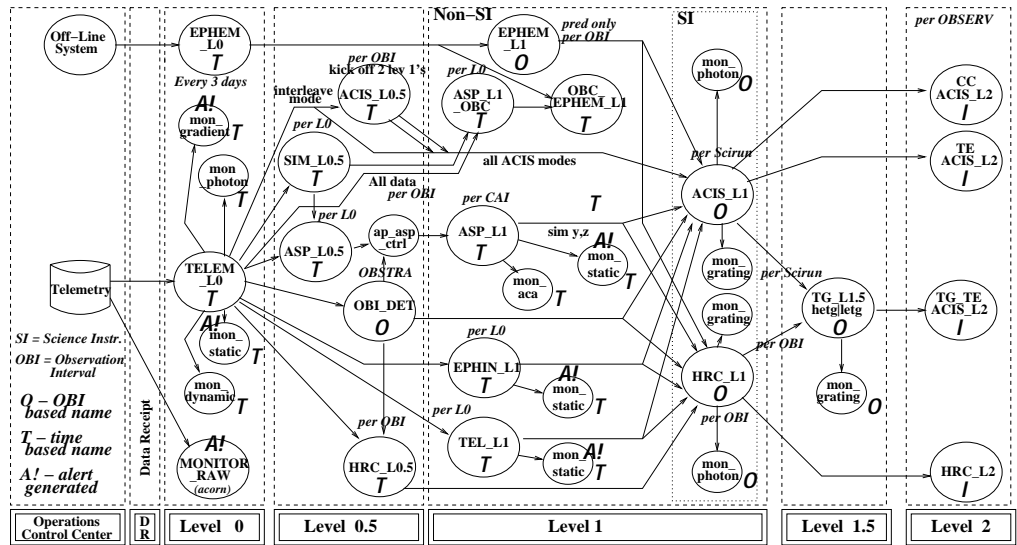 Non-SI
SI
per OBSERV
Off-Line
System
EPHEM
_L0
T
Every 3 days
EPHEM
_L1
O
pred only
per OBI
per OBI
kick off 2 lev 1's
ACIS_L0.5
T
interleave
mode
per L0
ASP_L1
_OBC
T
OBC
EPHEM_L1
T
mon_
photon
O
CC
ACIS_L2
I
A!
mon_
gradient
T
mon
_photon
T
per L0
SIM_L0.5
T
all ACIS modes
per Scirun
ACIS_L1
O
TE
ACIS_L2
I
All data
per OBI
per L0
ASP_L0.5
T
ap_asp
_ctrl
per CAI
ASP_L1
T
T
sim y,z
A!
mon_
static
T
mon_
aca
T
mon_
grating
mon_
grating
per Scirun
Telemetry
TELEM
_L0
T
OBSTRA
OBI_DET
O
TG_L1.5
hetg|letg
O
per OBI
TG_TE
ACIS_L2
I
SI = Science Instr.
OBI = Observation
Interval
O - OBI
based name
T - time
based name
A! - alert
generated
Data Receipt
A!
mon_
static
T
mon_
dynamic
T
A!
MONITOR
_RAW
(acorn)
per L0
EPHIN_L1
T
A!
mon_
static
T
HRC_L1
O
per OBI
mon_
grating
O
per OBI
HRC_L0.5
T
per L0
TEL_L1
T
mon_
static
A!
T
mon_
photon
O
HRC_L2
I
Operations
Control Center
D
R
Level 0
Level 0.5
Level 1
Level 1.5
Level 2